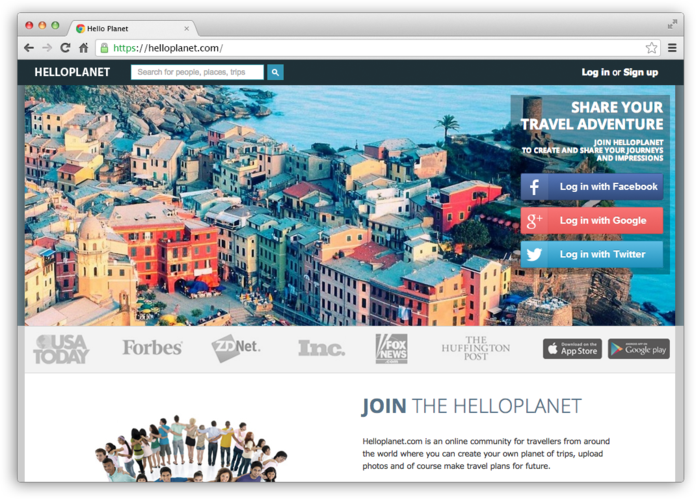 Hello Planet
https://helloplanet.com/
HELLOPLANET
Search for people, places, trips
Log in or Sign up
SHARE YOUR
TRAVEL ADVENTURE
JOIN HELLOPLANET
TO CREATE AND SHARE YOUR JOURNEYS
AND IMPRESSIONS
f Log in with Facebook
g+ Log in with Google
Log in with Twitter
USA
TODAY
Forbes
ZDNet.
Inc.
FOX
NEWS
.com
THE
HUFFINGTON
POST
Download on the
App Store
Google play
JOIN THE HELLOPLANET
Helloplanet.com is an online community for travellers from around
the world where you can create your own planet of trips, upload
photos and of course make travel plans for future.